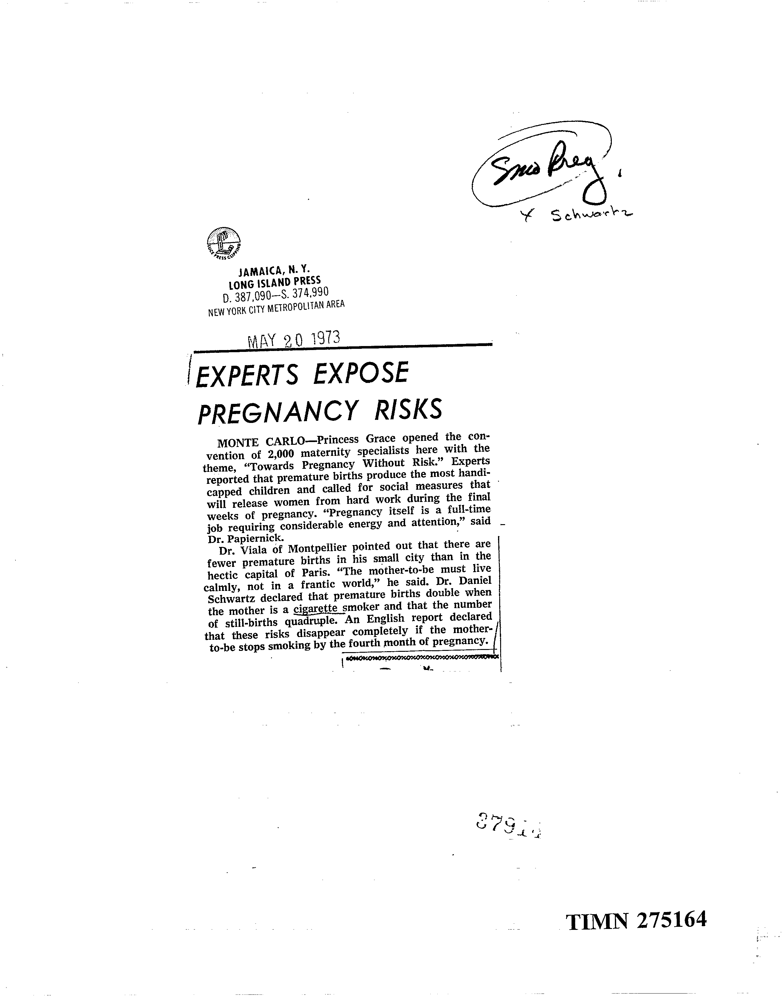 Smo Preg.
x Schwartz
JAMAICA, N. Y.
LONG ISLAND PRESS
D. 387,090—S. 374,990
NEW YORK CITY METROPOLITAN AREA
MAY 20 1973
EXPERTS EXPOSE
PREGNANCY RISKS
MONTE CARLO—Princess Grace opened the con-
vention of 2,000 maternity specialists here with the
theme, “Towards Pregnancy Without Risk.” Experts
reported that premature births produce the most handi-
capped children and called for social measures that
will release women from hard work during the final
weeks of pregnancy. “Pregnancy itself is a full-time
job requiring considerable energy and attention,” said
Dr. Papiernick.
Dr. Viala of Montpellier pointed out that there are
fewer premature births in his small city than in the
hectic capital of Paris. “The mother-to-be must live
calmly, not in a frantic world,” he said. Dr. Daniel
Schwartz declared that premature births double when
the mother is a cigarette smoker and that the number
of still-births quadruple. An English report declared
that these risks disappear completely if the mother-
to-be stops smoking by the fourth month of pregnancy.
TIMN 275164